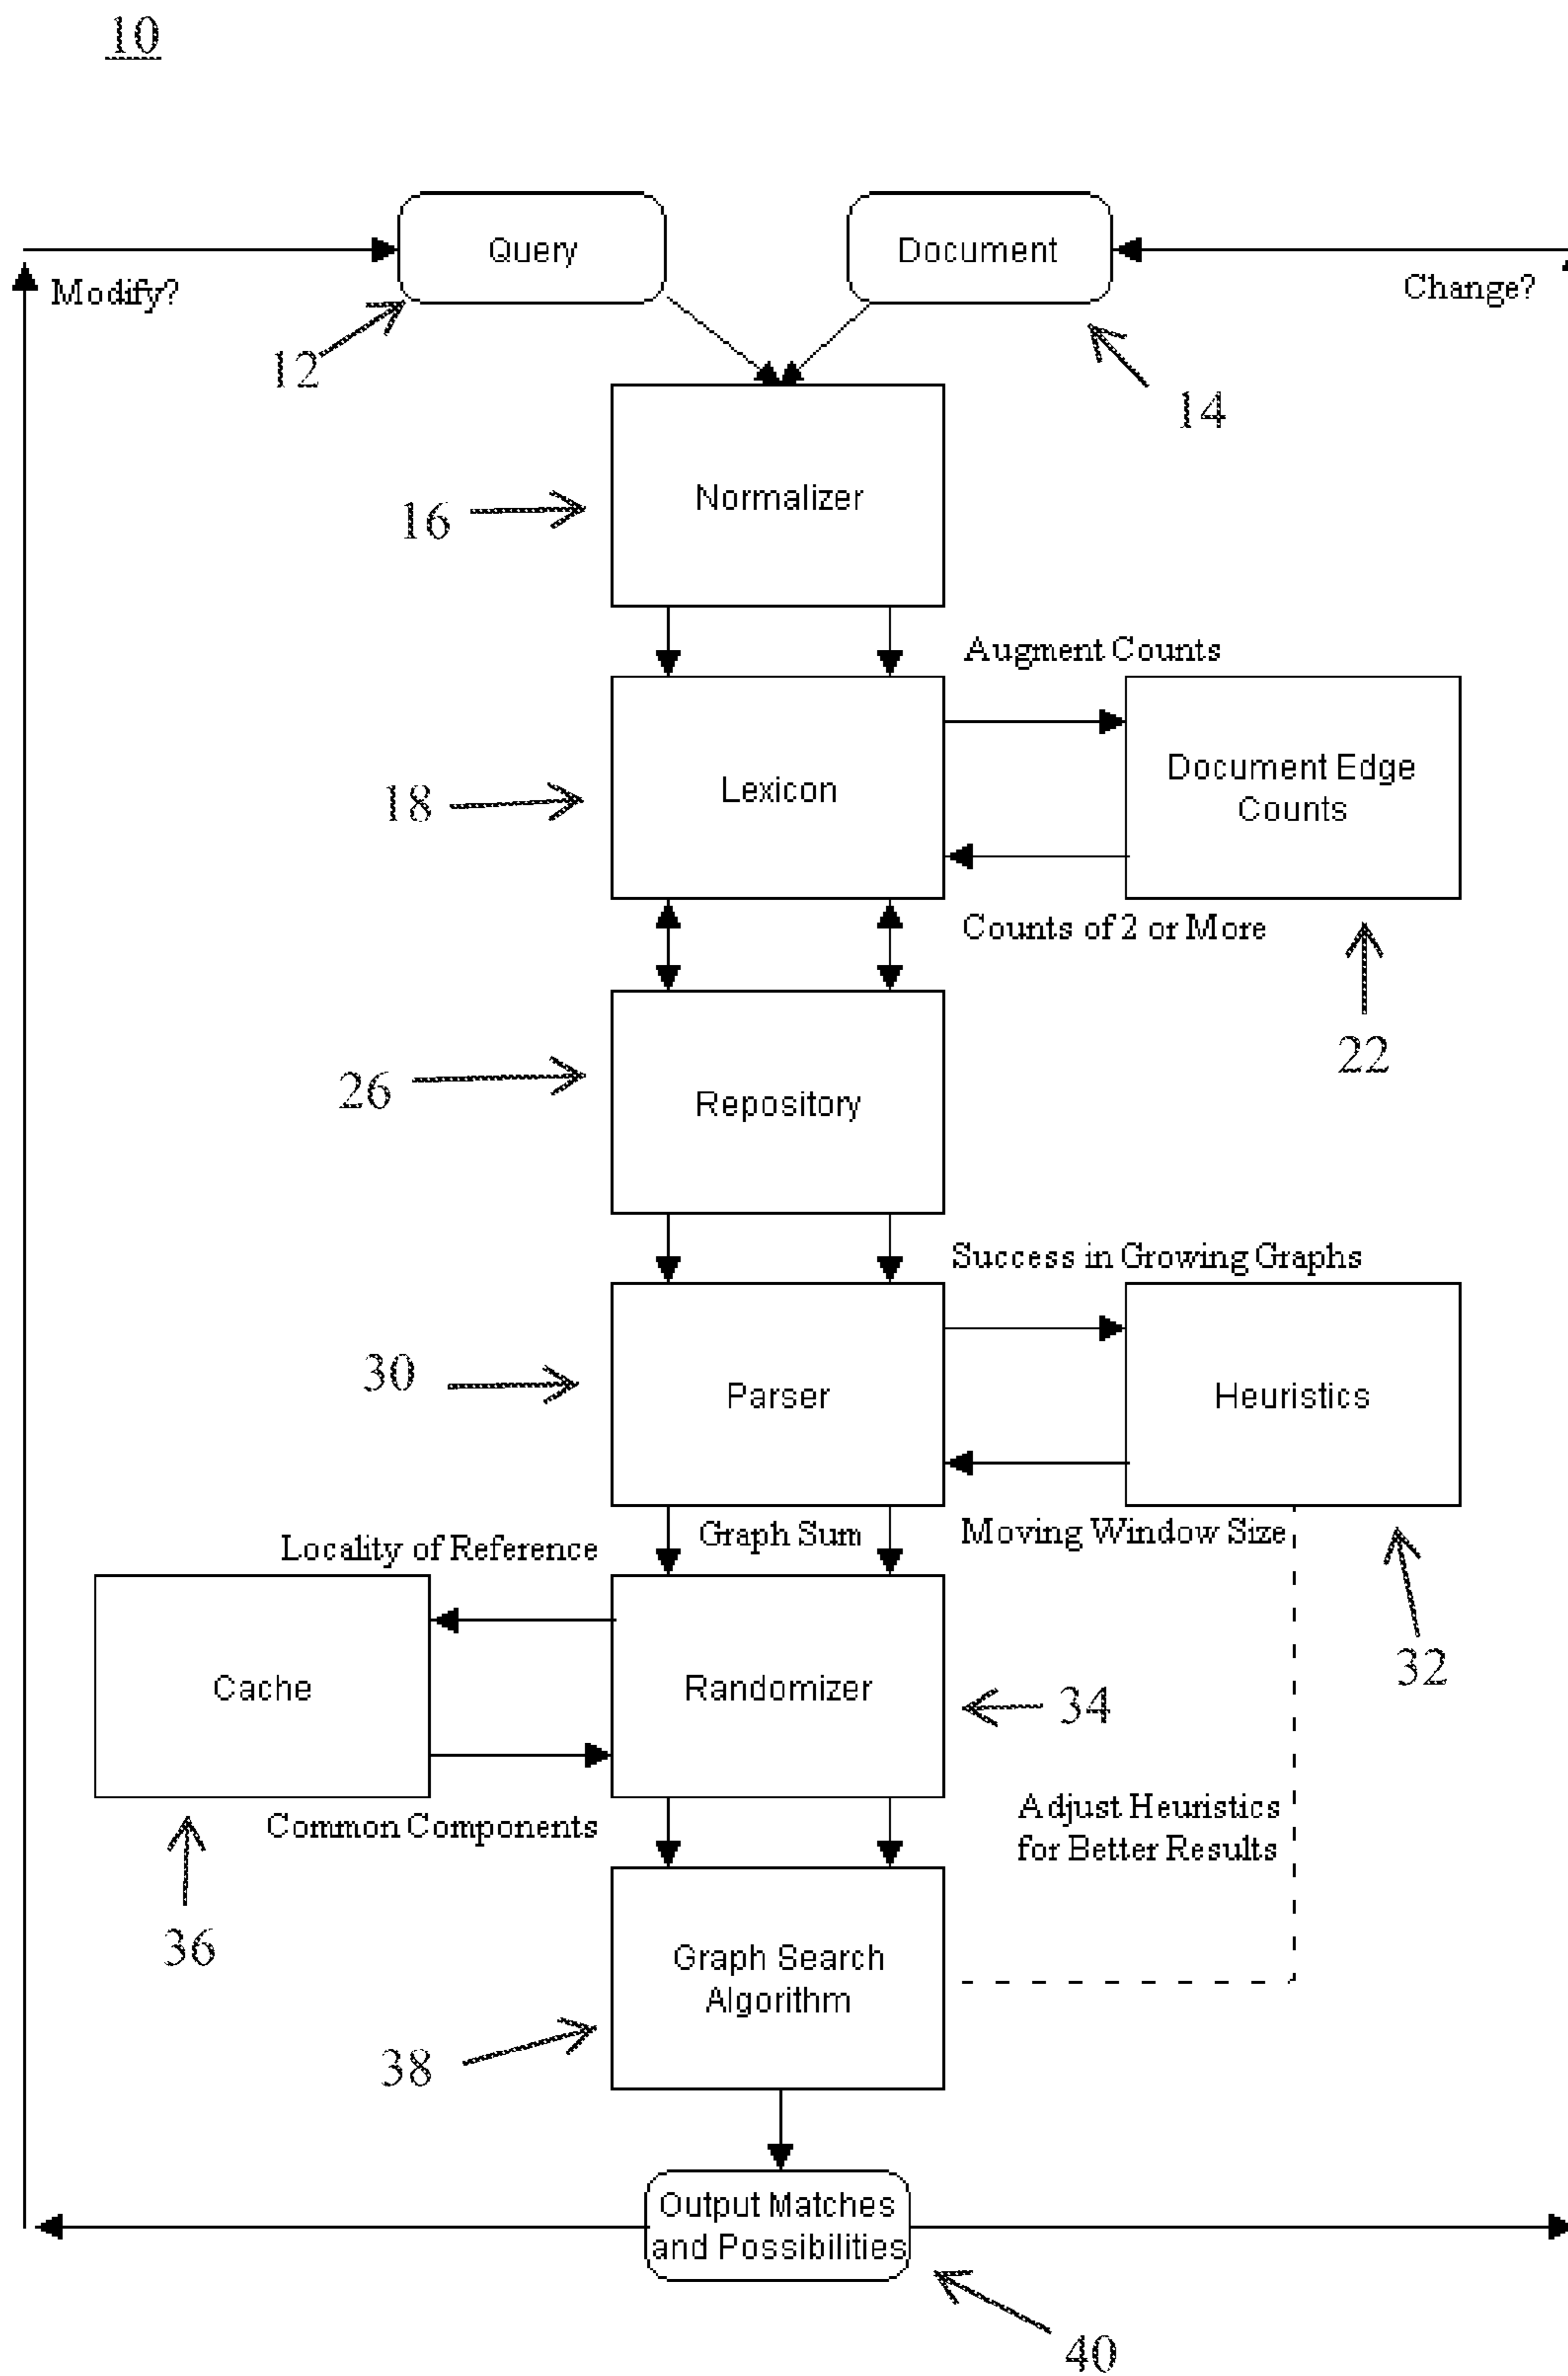 10
Query
Document
Modify?
Change?
12
14
Normalizer
16
Augment Counts
Lexicon
Document Edge
Counts
18
Counts of 2 or More
22
26
Repository
Success in Growing Graphs
30
Parser
Heuristics
Locality of Reference
Graph Sum
Moving Window Size
32
Cache
Randomizer
34
Common Components
Adjust Heuristics
for Better Results
36
Graph Search
Algorithm
38
Output Matches
and Possibilities
40